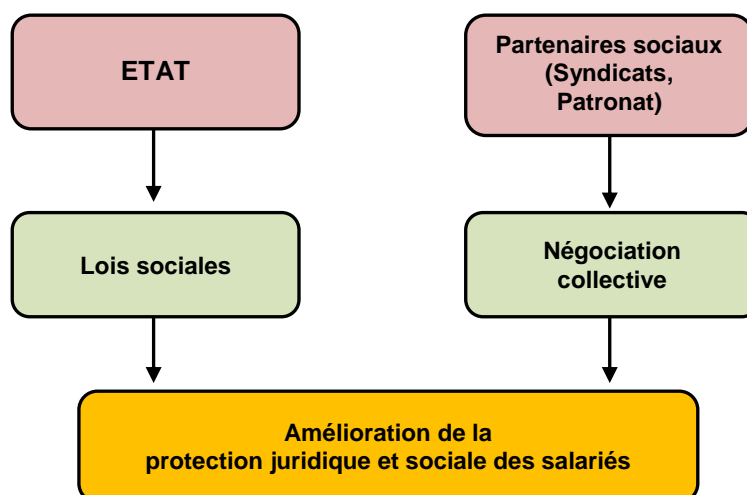 ETAT
Partenaires sociaux
(Syndicats,
Patronat)
Lois sociales
Négociation
collective
Amélioration de la
protection juridique et sociale des salariés